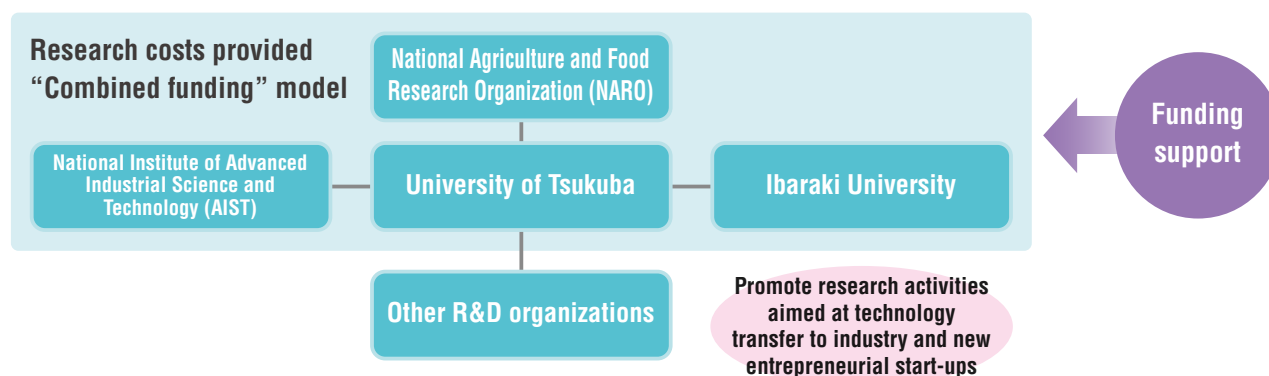 Research costs provided
“Combined funding” model
National Agriculture and Food
Research Organization (NARO)
National Institute of Advanced
Industrial Science and
Technology (AIST)
University of Tsukuba
Ibaraki University
Funding
support
Other R&D organizations
Promote research activities
aimed at technology
transfer to industry and new
entrepreneurial start-ups